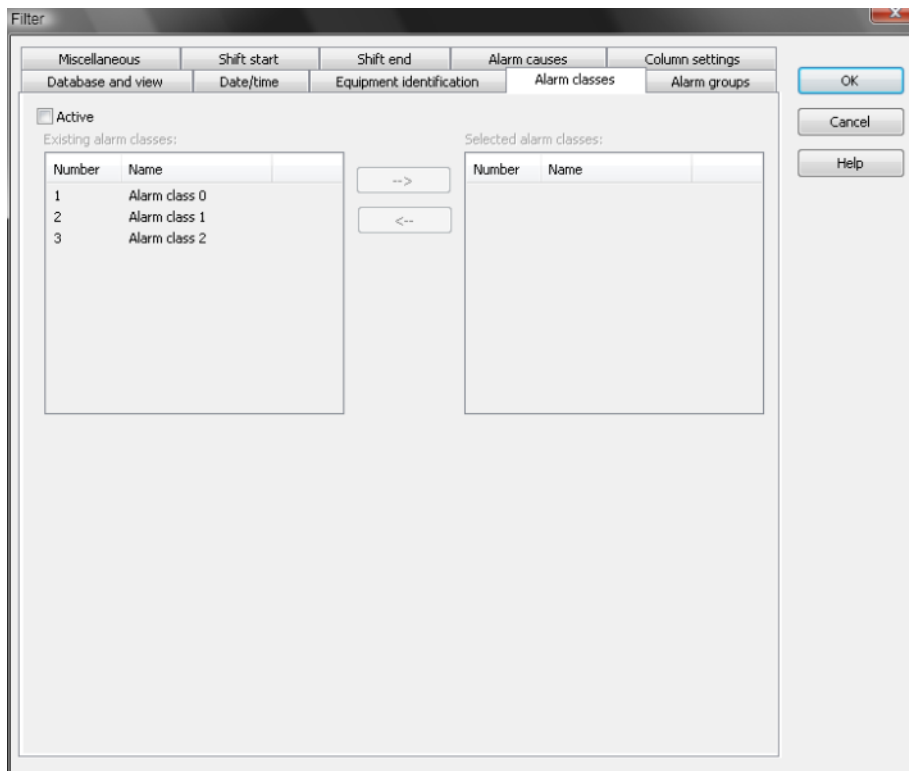 Filter
Miscellaneous Shift start Shift end Alarm causes Column settings
Database and view Date/time Equipment identification Alarm classes Alarm groups
OK
Cancel
Help
Active
Existing alarm classes:
Number Name
1 Alarm class 0
2 Alarm class 1
3 Alarm class 2
-->
<--
Selected alarm classes:
Number Name